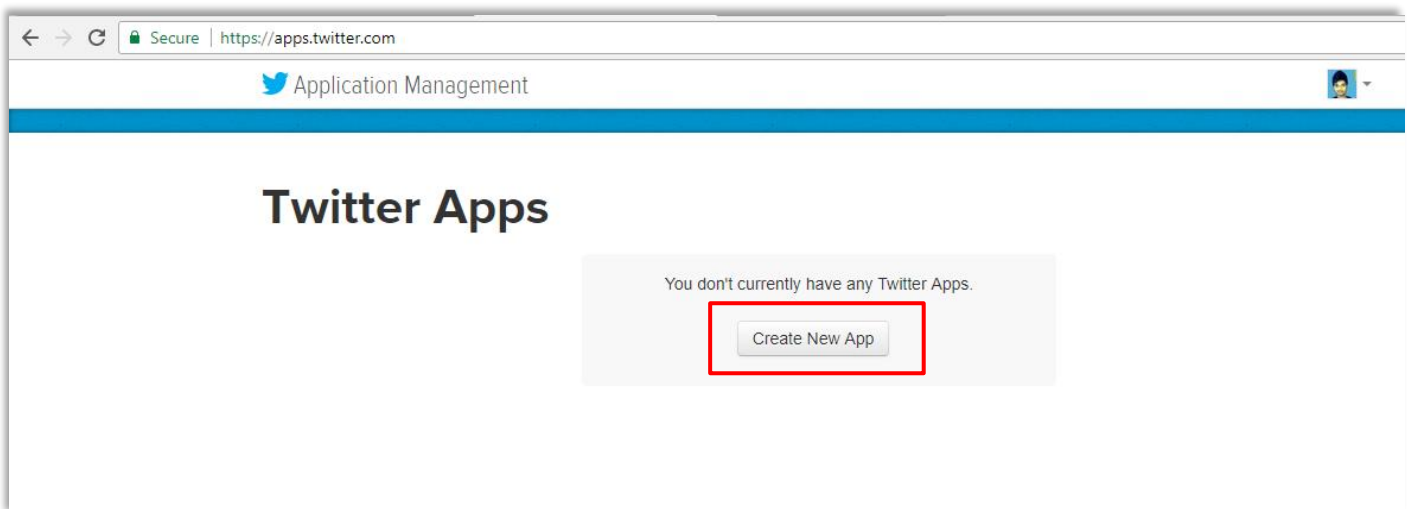 Secure | https://apps.twitter.com
Application Management
Twitter Apps
You don't currently have any Twitter Apps.
Create New App